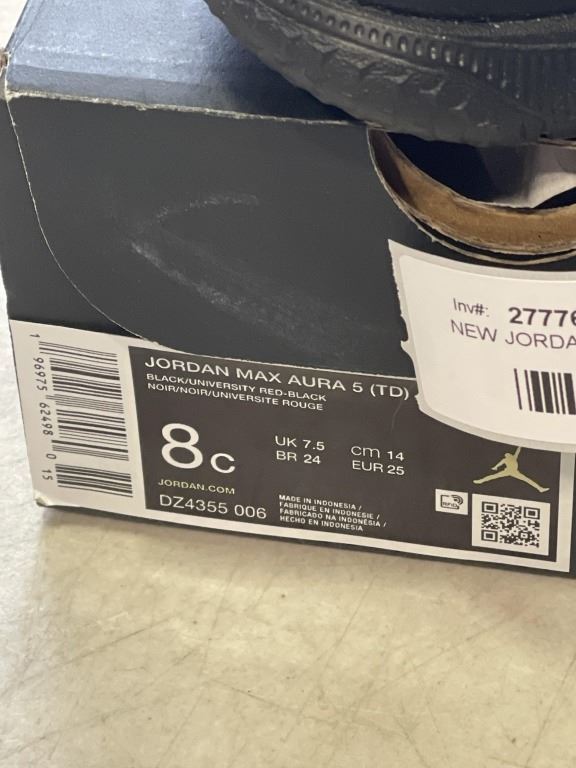 Inv#: 27776
NEW JORDA
JORDAN MAX AURA 5 (TD)
BLACK/UNIVERSITY RED-BLACK
NOIR/NOIR/UNIVERSITE ROUGE
8C
UK 7.5
BR 24
cm 14
EUR 25
JORDAN.COM
DZ4355 006
MADE IN INDONESIA/
FABRIQUE EN INDONESIE/
FABRICADO NA INDONÉSIA/
HECHO EN INDONESIA
RFID
1 96975 62498 0 15